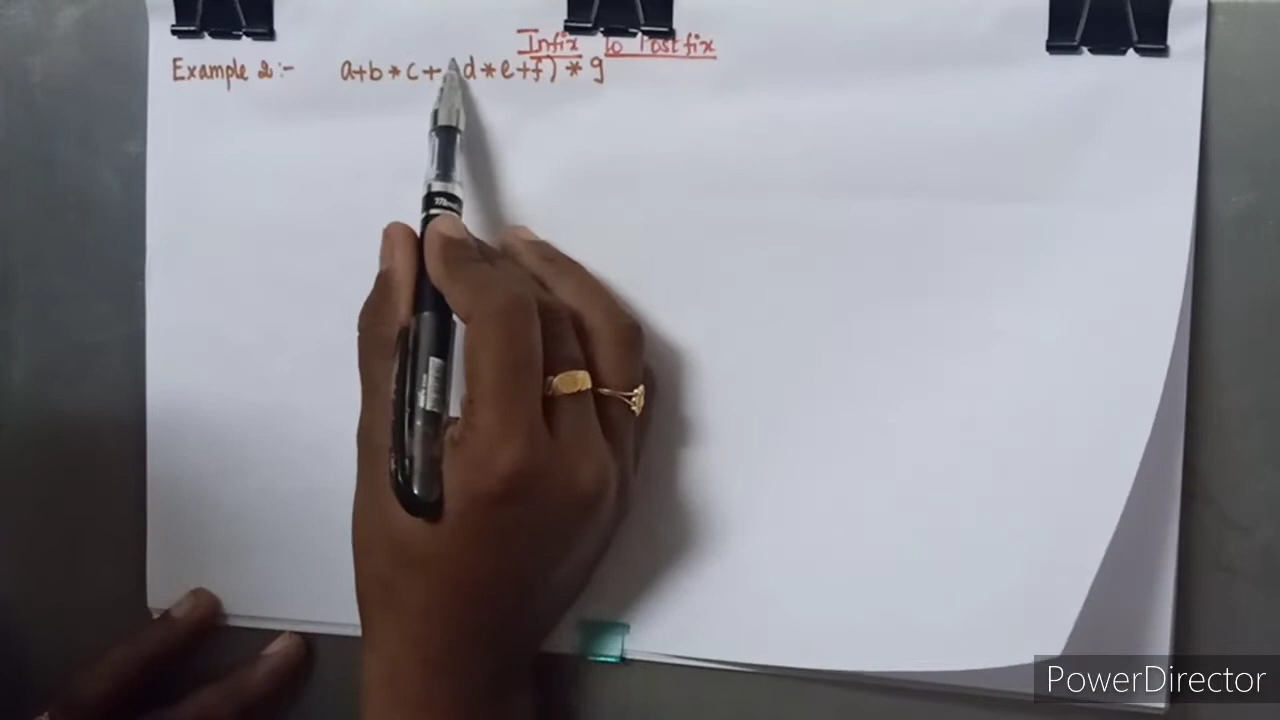 Infix to Postfix
Example 2:- a+b*c+ d*e+f)*g
PowerDirector